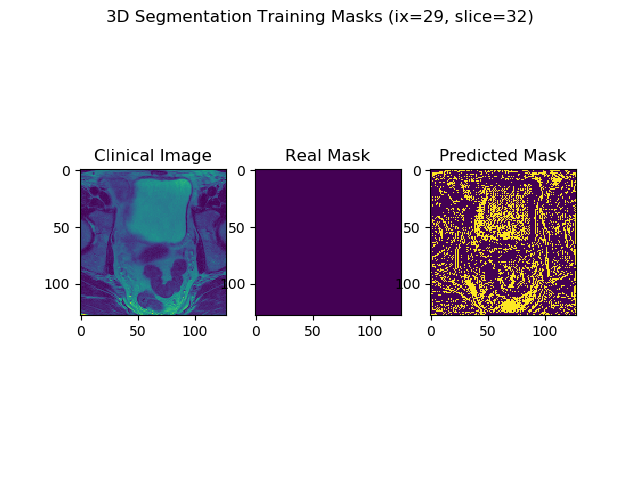 3D Segmentation Training Masks (ix=29, slice=32)
Clinical Image Real Mask Predicted Mask
0 0 0
50 50 50
100 100 100
0 50 100 0 50 100 0 50 100